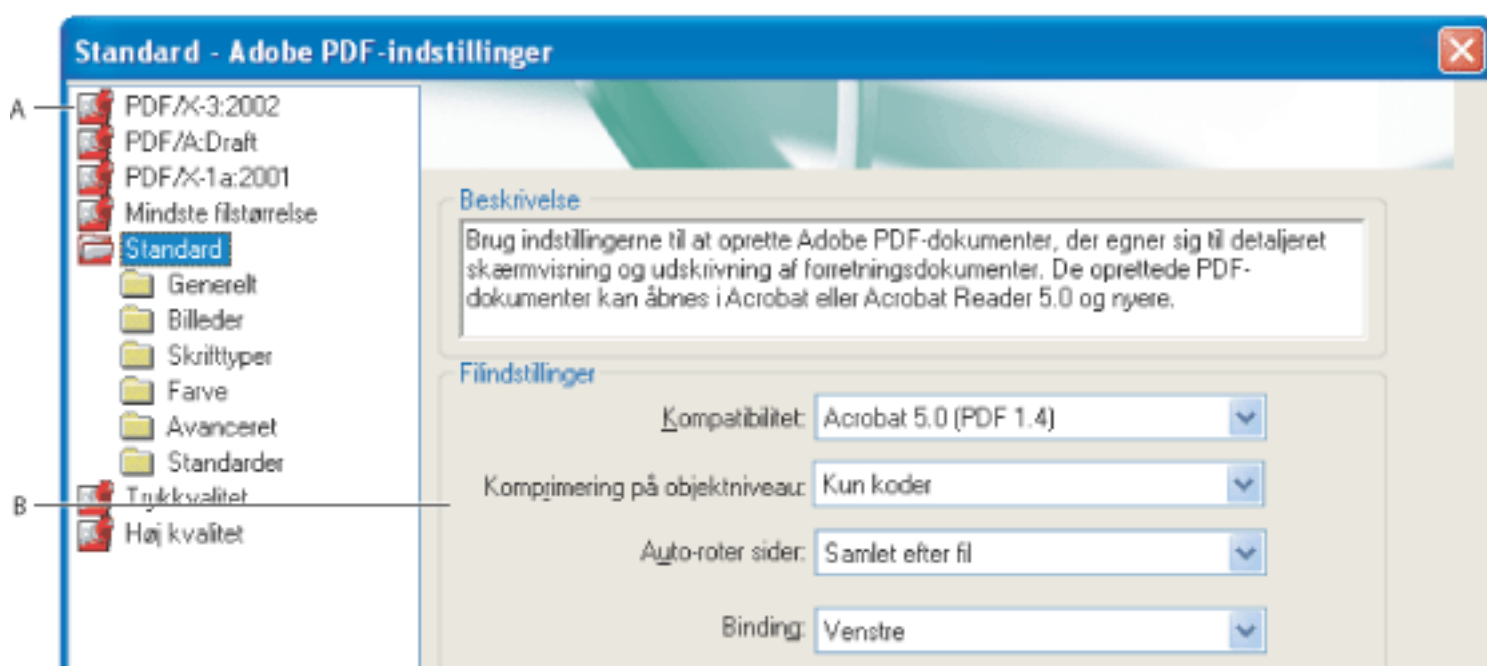 Standard - Adobe PDF-indstillinger
A
PDF/X-3:2002
PDF/A:Draft
PDF/X-1a:2001
Mindste filstørrelse
Standard
Generelt
Billeder
Skrifttyper
Farve
Avanceret
Standarder
B
Trykkvalitet
Høj kvalitet
Beskrivelse
Brug indstillingerne til at oprette Adobe PDF-dokumenter, der egner sig til detaljeret
skærmvisning og udskrivning af forretningsdokumenter. De oprettede PDF-
dokumenter kan åbnes i Acrobat eller Acrobat Reader 5.0 og nyere.
Filindstillinger
Kompatibilitet: Acrobat 5.0 (PDF 1.4)
Komprimering på objektniveau: Kun koder
Auto-roter sider: Samlet efter fil
Binding: Venstre